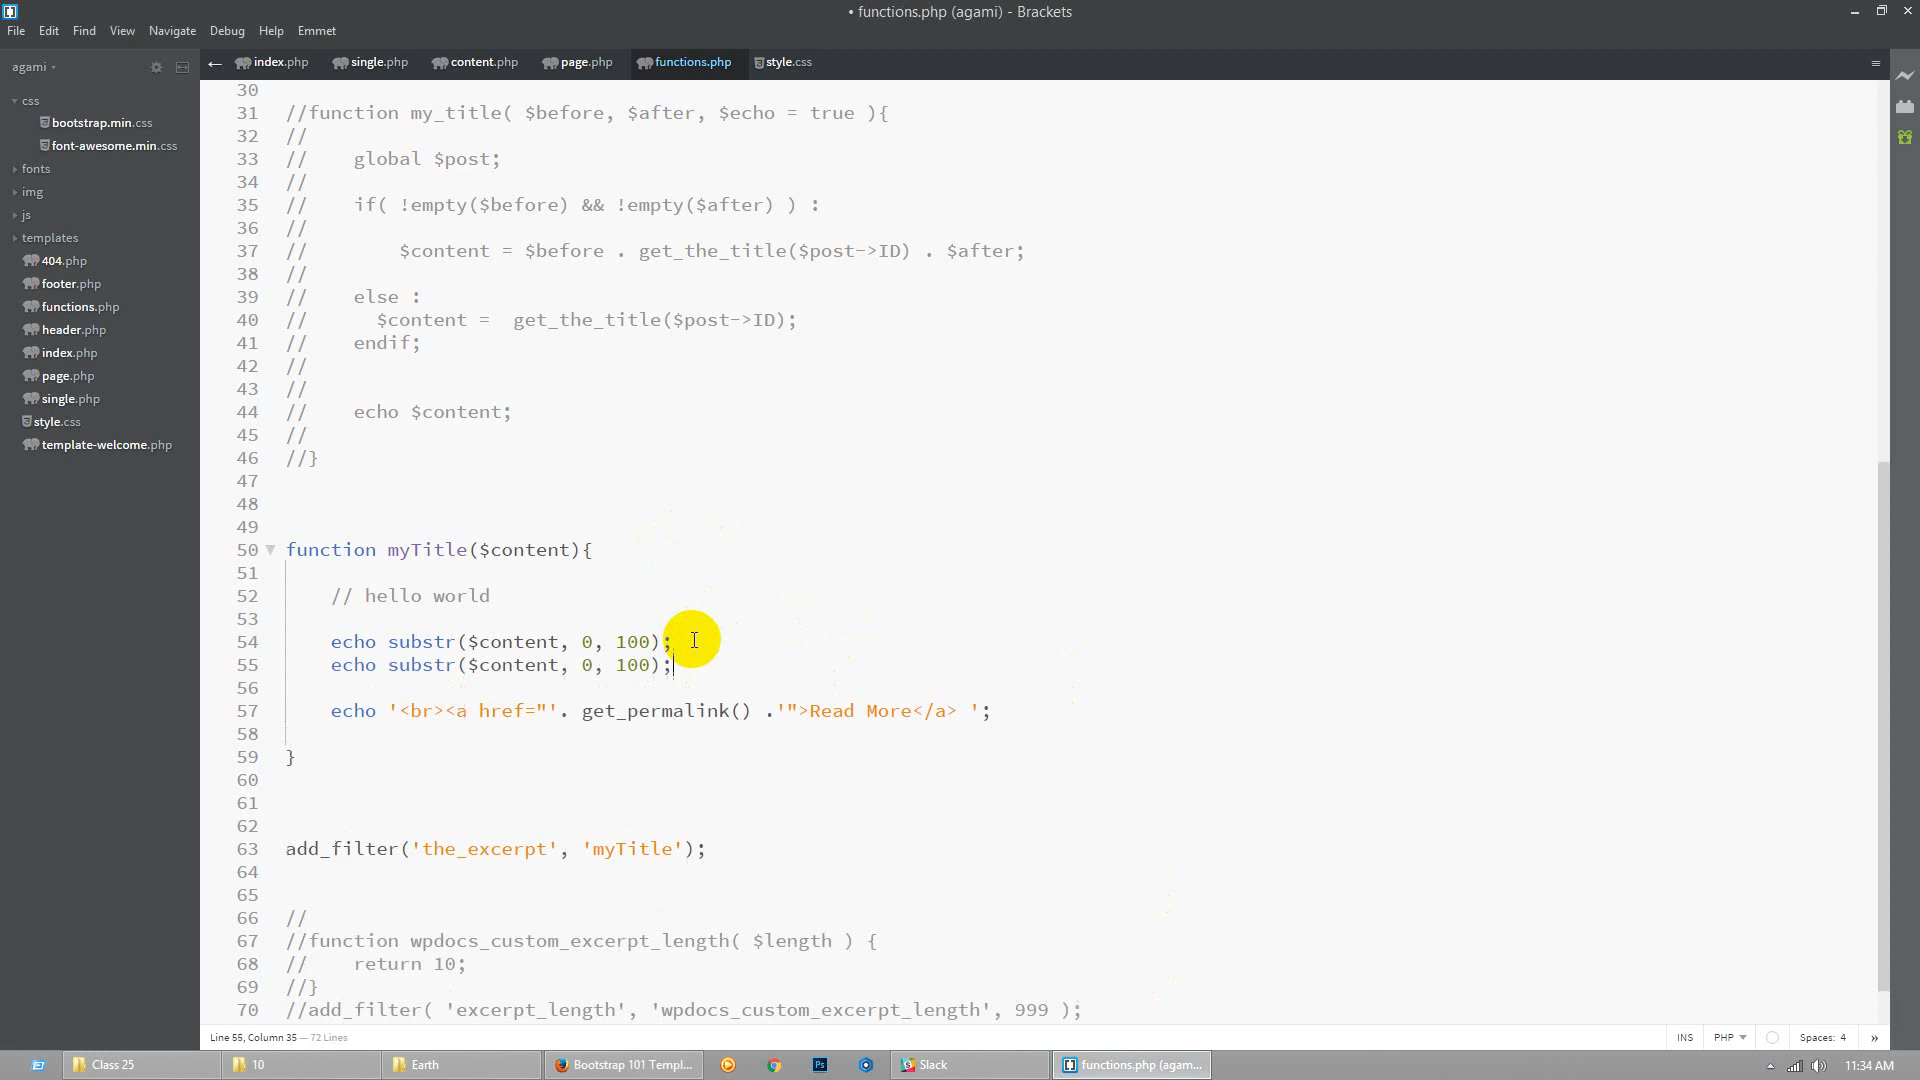 • functions.php (agami) - Brackets
File Edit Find View Navigate Debug Help Emmet
agami
index.php single.php content.php page.php functions.php style.css
css
bootstrap.min.css
font-awesome.min.css
fonts
img
js
templates
404.php
footer.php
functions.php
header.php
index.php
page.php
single.php
style.css
template-welcome.php
30
31 //function my_title( $before, $after, $echo = true ){
32 //
33 //    global $post;
34 //
35 //    if( !empty($before) && !empty($after) ) :
36 //
37 //        $content = $before . get_the_title($post->ID) . $after;
38 //
39 //    else :
40 //      $content =  get_the_title($post->ID);
41 //    endif;
42 //
43 //
44 //    echo $content;
45 //
46 //}
47
48
49
50 function myTitle($content){
51
52     // hello world
53
54     echo substr($content, 0, 100);
55     echo substr($content, 0, 100);
56
57     echo '<br><a href="'. get_permalink() .'">Read More</a> ';
58
59 }
60
61
62
63 add_filter('the_excerpt', 'myTitle');
64
65
66 //
67 //function wpdocs_custom_excerpt_length( $length ) {
68 //    return 10;
69 //}
70 //add_filter( 'excerpt_length', 'wpdocs_custom_excerpt_length', 999 );
Line 55, Column 35 — 72 Lines
INS PHP Spaces: 4 »
Class 25 10 Earth Bootstrap 101 Templ... Ps Slack functions.php (agam... 11:34 AM